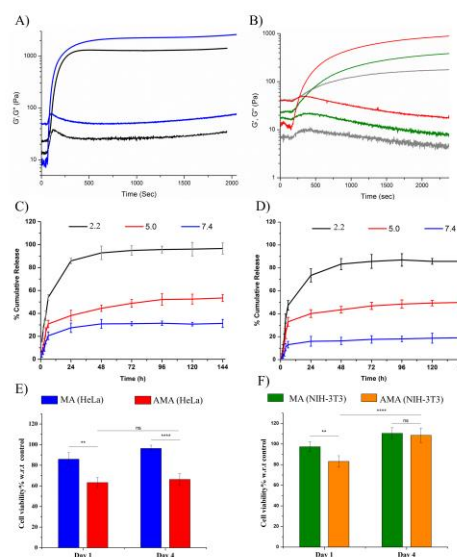 A)
G',G'' (Pa)
1000
100
10
0
500
1000
1500
2000
Time (Sec)
B)
G', G'' (Pa)
1000
100
10
1
0
500
1000
1500
2000
Time (sec)
C)
2.2
5.0
7.4
% Cumulative Release
120
100
80
60
40
20
0
0
24
48
72
96
120
144
Time (h)
D)
2.2
5.0
7.4
% Cumulative Release
120
100
80
60
40
20
0
0
24
48
72
96
120
Time (h)
E)
MA (HeLa)
AMA (HeLa)
Cell viability% w.r.t control
ns
**
****
100
80
60
40
20
0
Day 1
Day 4
F)
MA (NIH-3T3)
AMA (NIH-3T3)
Cell viability% w.r.t control
****
**
ns
120
100
80
60
40
20
0
Day 1
Day 4